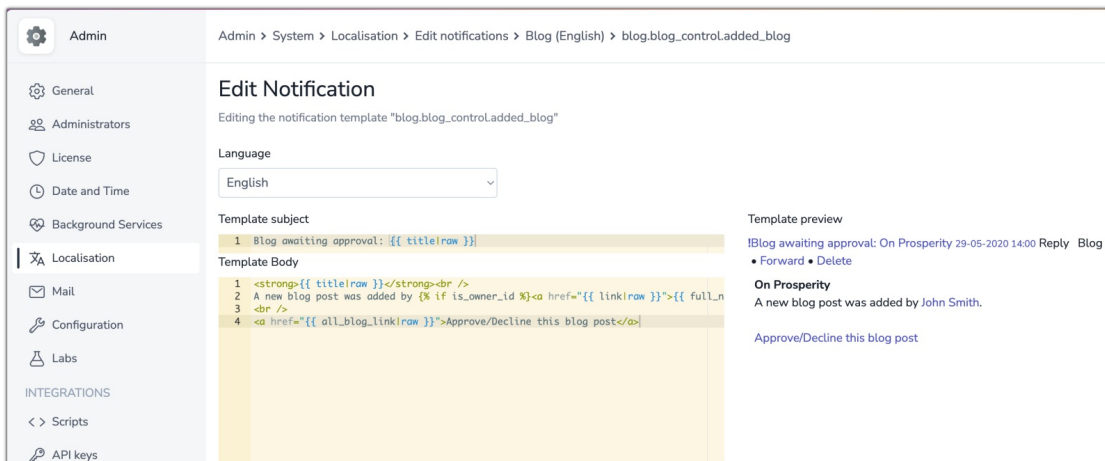 Admin
Admin > System > Localisation > Edit notifications > Blog (English) > blog.blog_control.added_blog
General
Administrators
License
Date and Time
Background Services
Localisation
Mail
Configuration
Labs
INTEGRATIONS
Scripts
API keys
Edit Notification
Editing the notification template "blog.blog_control.added_blog"
Language
English
Template subject
1 Blog awaiting approval: {{ title|raw }}
Template Body
1 <strong>{{ title|raw }}</strong><br />
2 A new blog post was added by {% if is_owner_id %}<a href="{{ link|raw }}">{{ full_n
3 <br />
4 <a href="{{ all_blog_link|raw }}">Approve/Decline this blog post</a>
Template preview
!Blog awaiting approval: On Prosperity 29-05-2020 14:00 Reply Blog
• Forward • Delete
On Prosperity
A new blog post was added by John Smith.
Approve/Decline this blog post